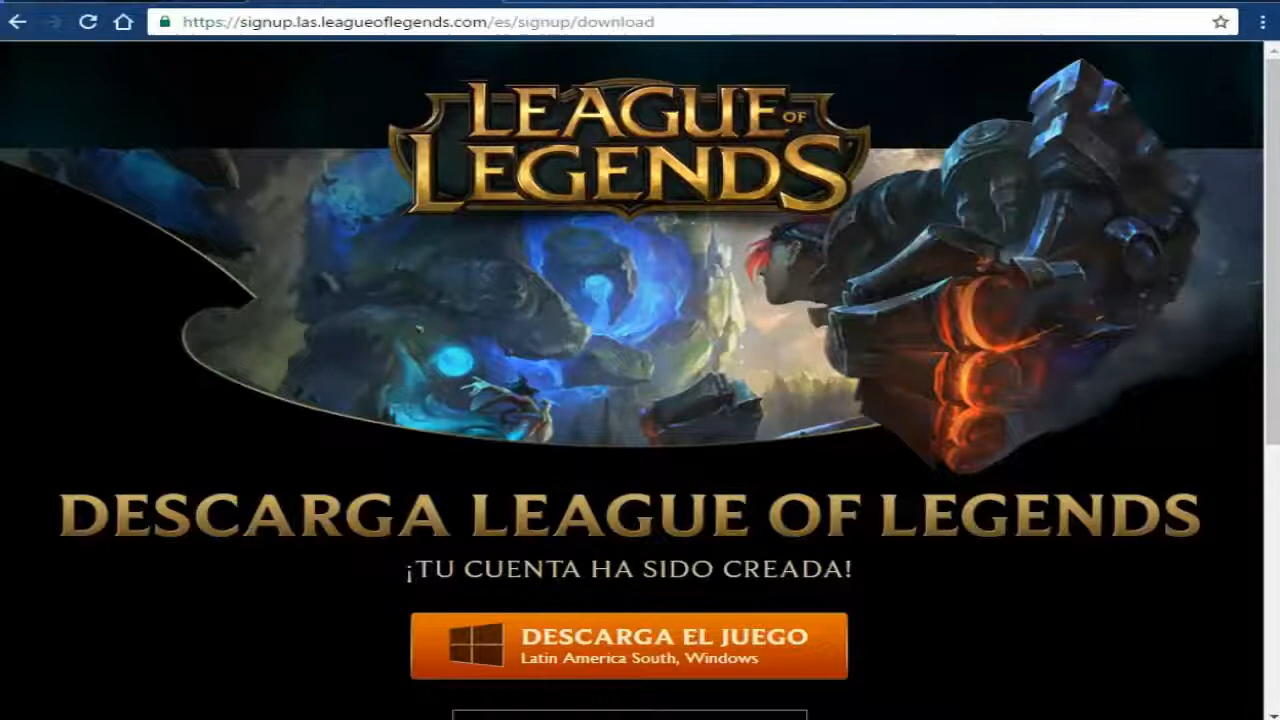 https://signup.las.leagueoflegends.com/es/signup/download
LEAGUE OF
LEGENDS
DESCARGA LEAGUE OF LEGENDS
¡TU CUENTA HA SIDO CREADA!
DESCARGA EL JUEGO
Latin America South, Windows